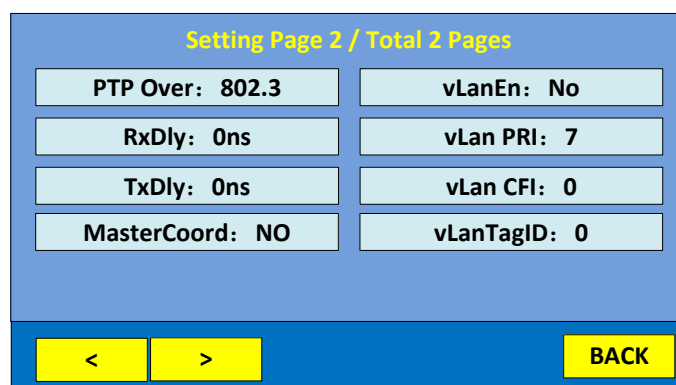 Setting Page 2 / Total 2 Pages
PTP Over： 802.3
vLanEn： No
RxDly： 0ns
vLan PRI： 7
TxDly： 0ns
vLan CFI： 0
MasterCoord： NO
vLanTagID： 0
<
>
BACK